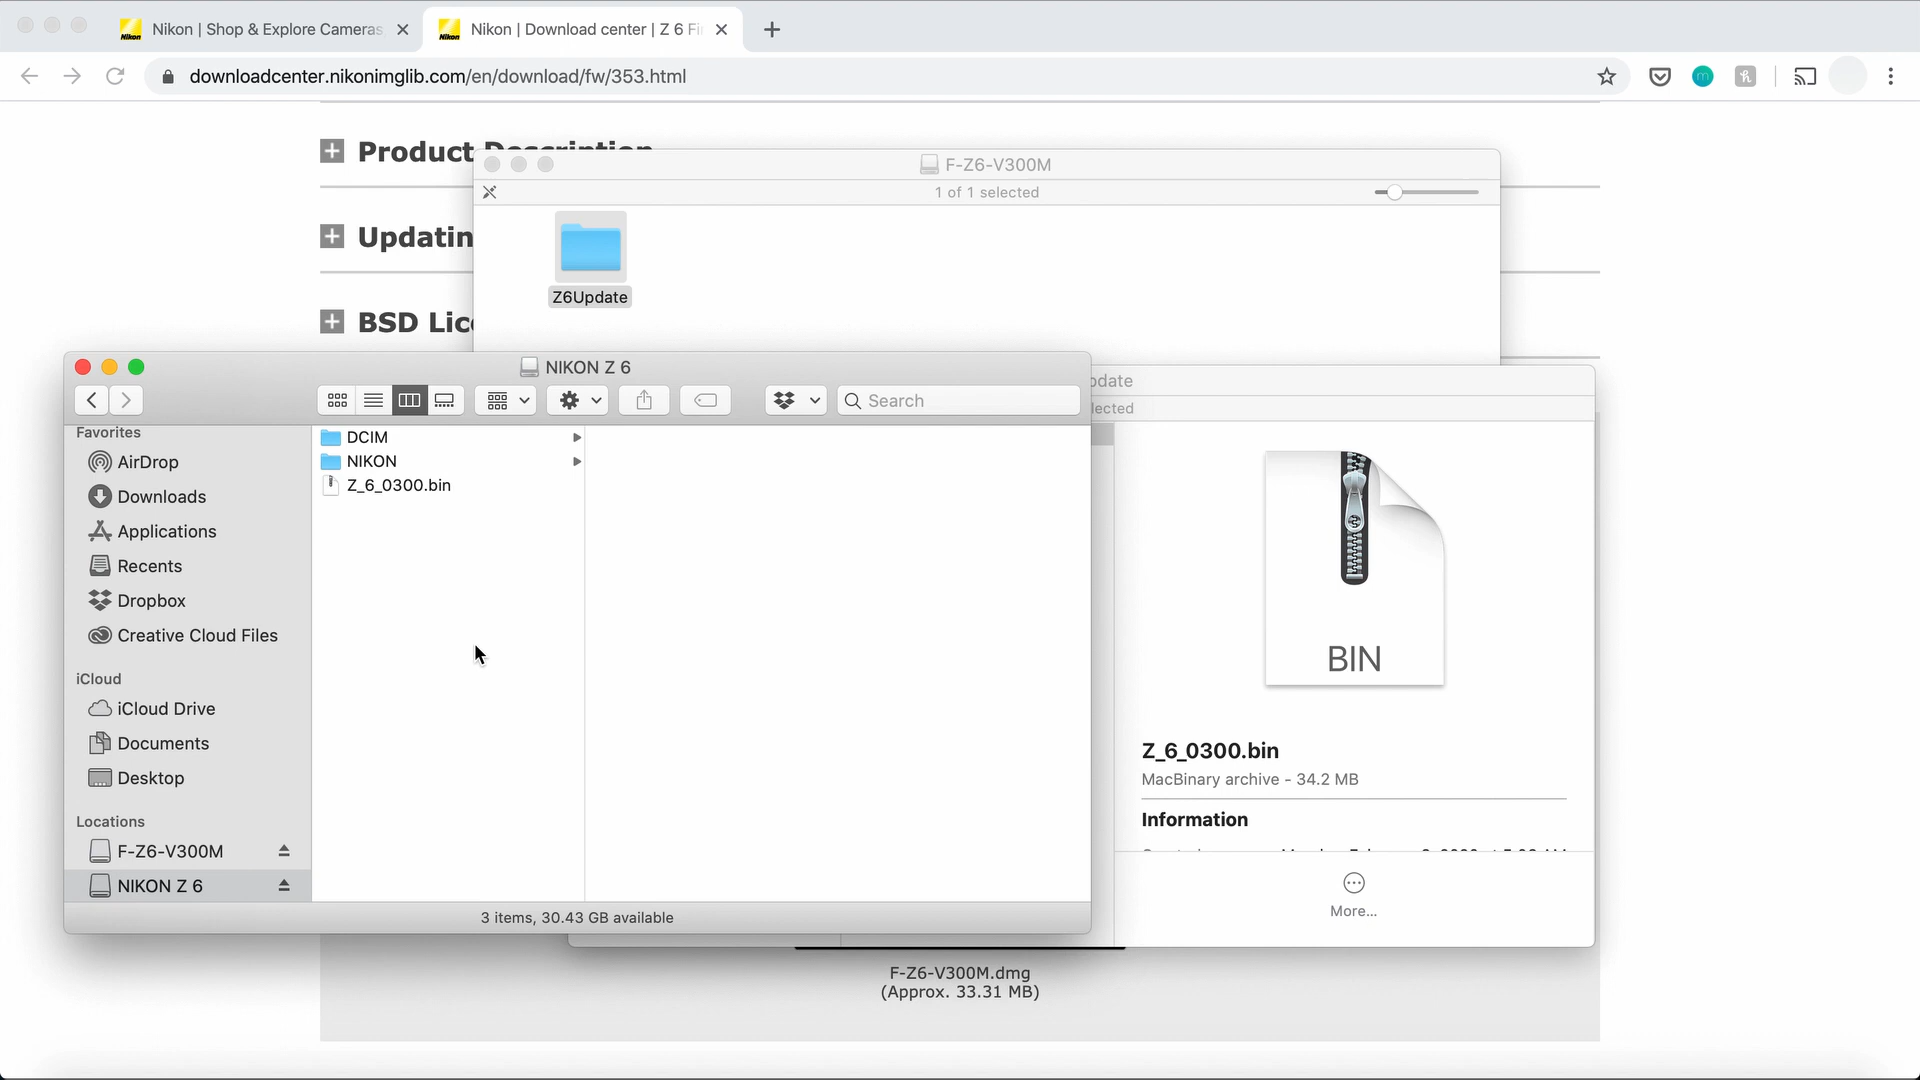 Nikon | Shop & Explore Cameras
Nikon | Download center | Z 6 Fi
downloadcenter.nikonimglib.com/en/download/fw/353.html
Product Description
F-Z6-V300M
1 of 1 selected
Updatin
Z6Update
BSD Lic
NIKON Z 6
pdate
lected
Search
Favorites
AirDrop
Downloads
Applications
Recents
Dropbox
Creative Cloud Files
iCloud
iCloud Drive
Documents
Desktop
Locations
F-Z6-V300M
NIKON Z 6
DCIM
NIKON
Z_6_0300.bin
3 items, 30.43 GB available
BIN
Z_6_0300.bin
MacBinary archive - 34.2 MB
Information
More...
F-Z6-V300M.dmg
(Approx. 33.31 MB)